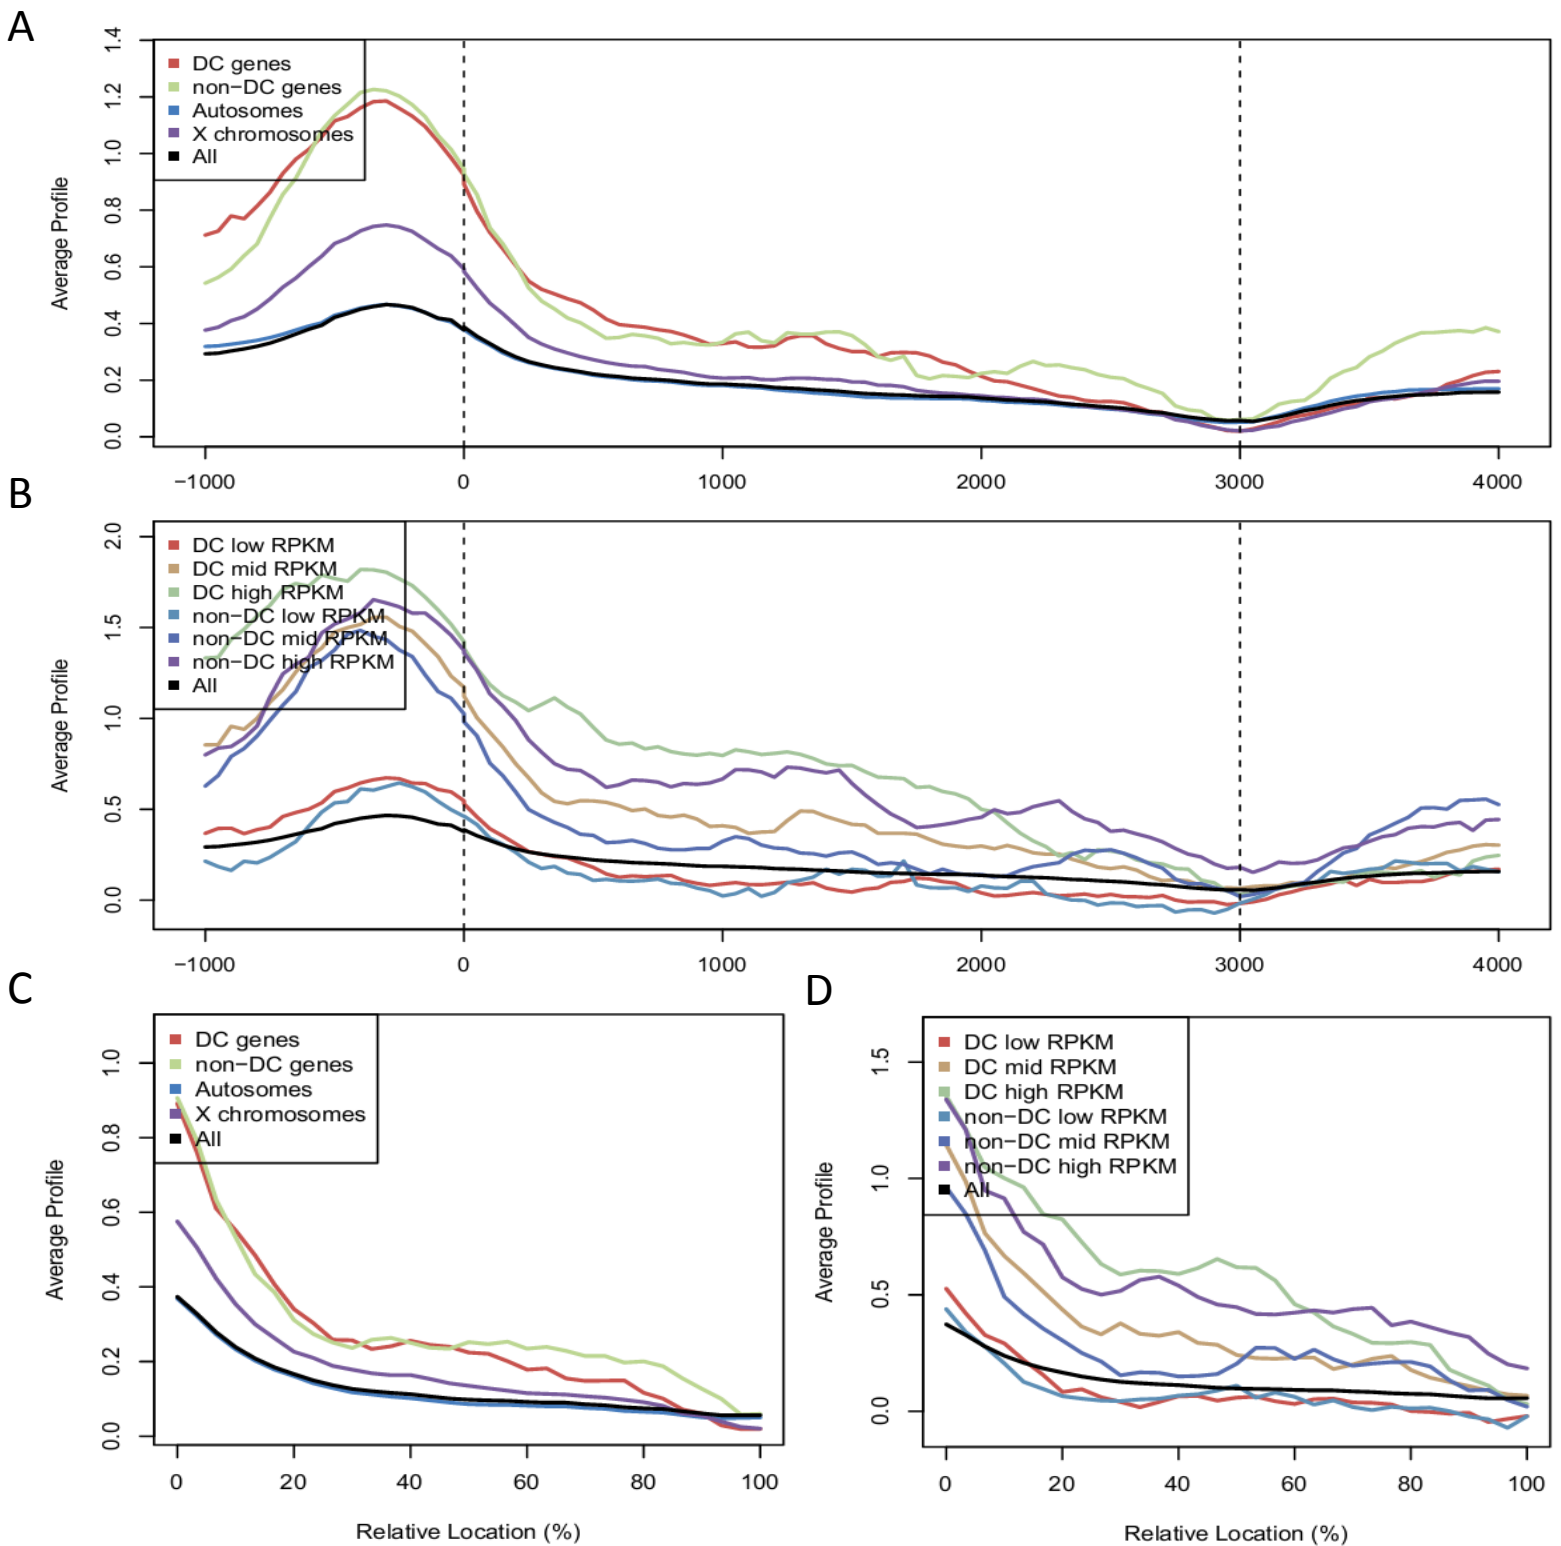 A
1.4
1.2
1.0
0.8
0.6
0.4
0.2
0.0
Average Profile
DC genes
non−DC genes
Autosomes
X chromosomes
All
−1000 0 1000 2000 3000 4000
B
2.0
1.5
1.0
0.5
0.0
Average Profile
DC low RPKM
DC mid RPKM
DC high RPKM
non−DC low RPKM
non−DC mid RPKM
non−DC high RPKM
All
−1000 0 1000 2000 3000 4000
C
1.0
0.8
0.6
0.4
0.2
0.0
Average Profile
DC genes
non−DC genes
Autosomes
X chromosomes
All
0 20 40 60 80 100
Relative Location (%)
D
1.5
1.0
0.5
0.0
Average Profile
DC low RPKM
DC mid RPKM
DC high RPKM
non−DC low RPKM
non−DC mid RPKM
non−DC high RPKM
All
0 20 40 60 80 100
Relative Location (%)